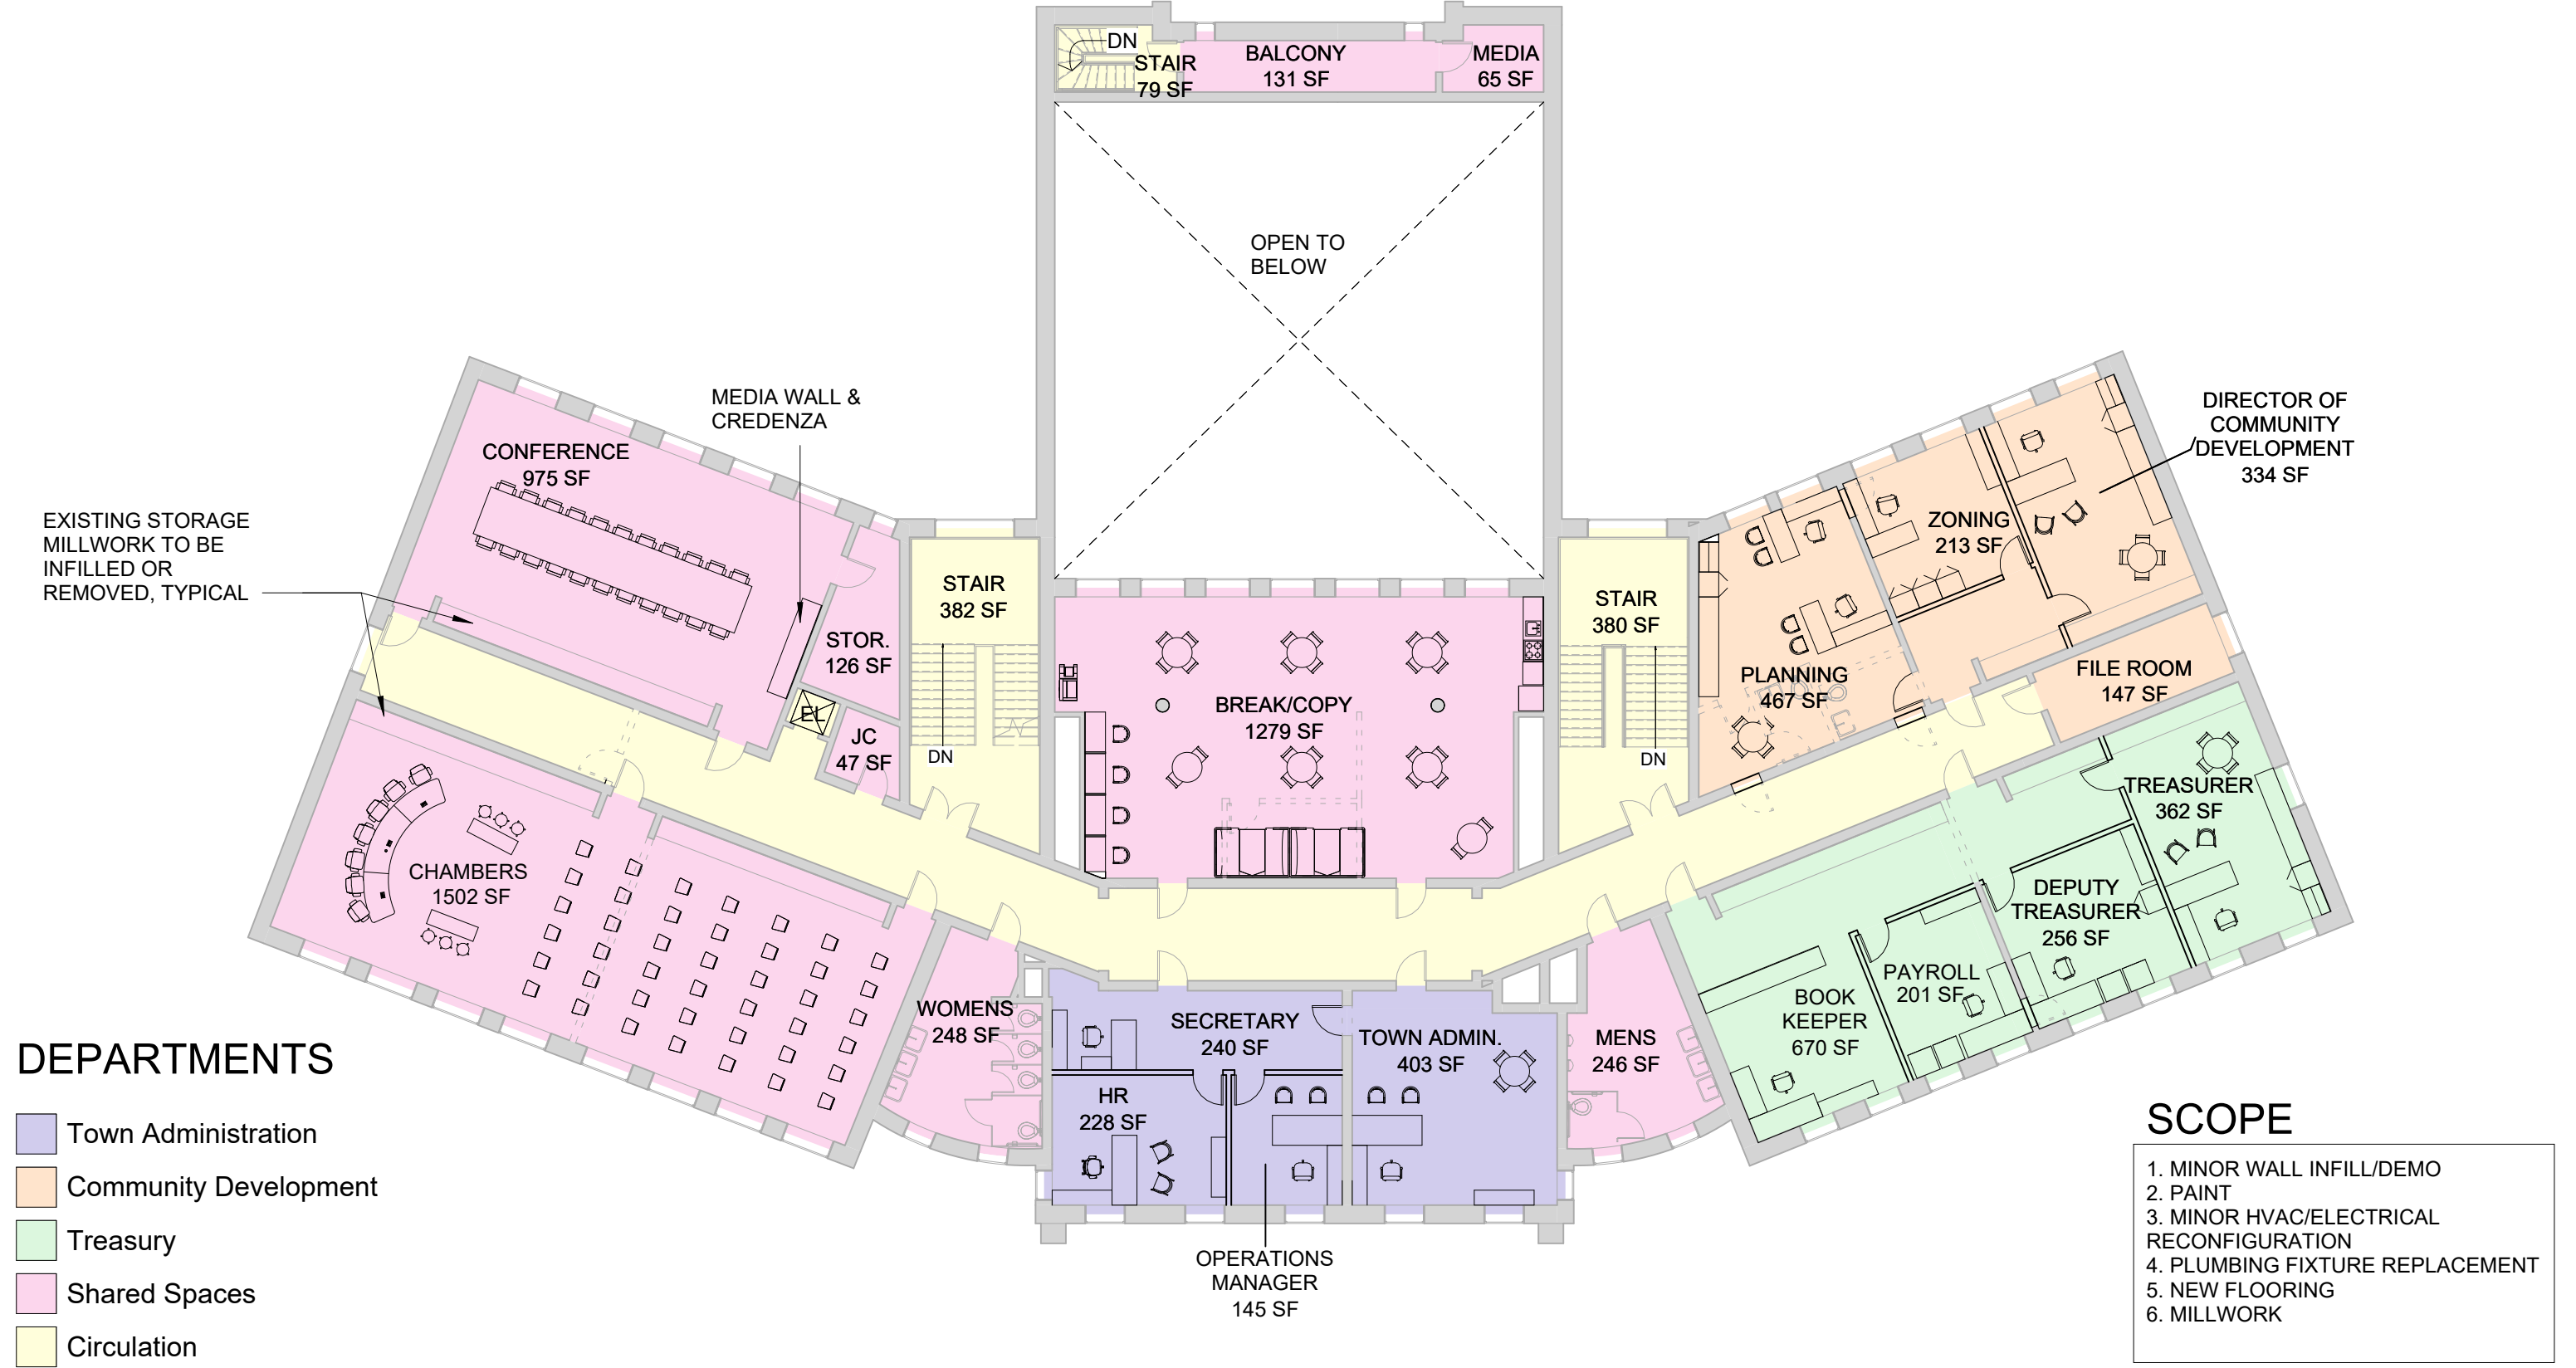 DN
STAIR
79 SF
BALCONY
131 SF
MEDIA
65 SF
OPEN TO
BELOW
MEDIA WALL &
CREDENZA
DIRECTOR OF
COMMUNITY
DEVELOPMENT
334 SF
CONFERENCE
975 SF
EXISTING STORAGE
MILLWORK TO BE
INFILLED OR
REMOVED, TYPICAL
ZONING
213 SF
STAIR
382 SF
STAIR
380 SF
STOR.
126 SF
PLANNING
467 SF
FILE ROOM
147 SF
BREAK/COPY
1279 SF
EL
JC
47 SF
DN
DN
TREASURER
362 SF
CHAMBERS
1502 SF
DEPUTY
TREASURER
256 SF
PAYROLL
201 SF
BOOK
KEEPER
670 SF
WOMENS
248 SF
SECRETARY
240 SF
TOWN ADMIN.
403 SF
MENS
246 SF
HR
228 SF
OPERATIONS
MANAGER
145 SF
DEPARTMENTS
Town Administration
Community Development
Treasury
Shared Spaces
Circulation
SCOPE
1. MINOR WALL INFILL/DEMO
2. PAINT
3. MINOR HVAC/ELECTRICAL
RECONFIGURATION
4. PLUMBING FIXTURE REPLACEMENT
5. NEW FLOORING
6. MILLWORK